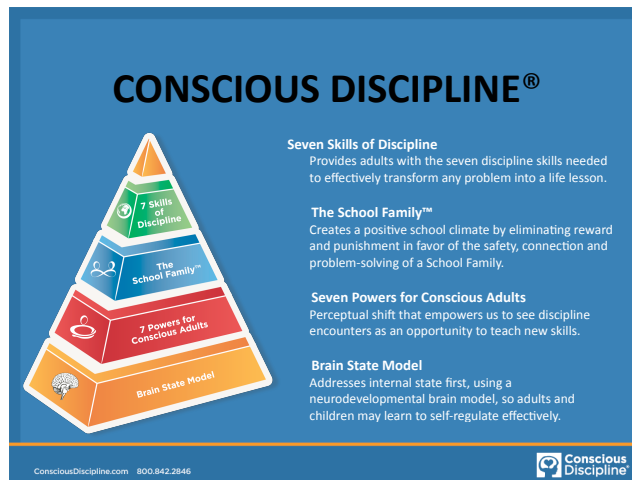 CONSCIOUS DISCIPLINE®
7 Skills
of
Discipline
The
School Family™
7 Powers for
Conscious Adults
Brain State Model
Seven Skills of Discipline
Provides adults with the seven discipline skills needed
to effectively transform any problem into a life lesson.
The School Family™
Creates a positive school climate by eliminating reward
and punishment in favor of the safety, connection and
problem-solving of a School Family.
Seven Powers for Conscious Adults
Perceptual shift that empowers us to see discipline
encounters as an opportunity to teach new skills.
Brain State Model
Addresses internal state first, using a
neurodevelopmental brain model, so adults and
children may learn to self-regulate effectively.
ConsciousDiscipline.com 800.842.2846
Conscious
Discipline®